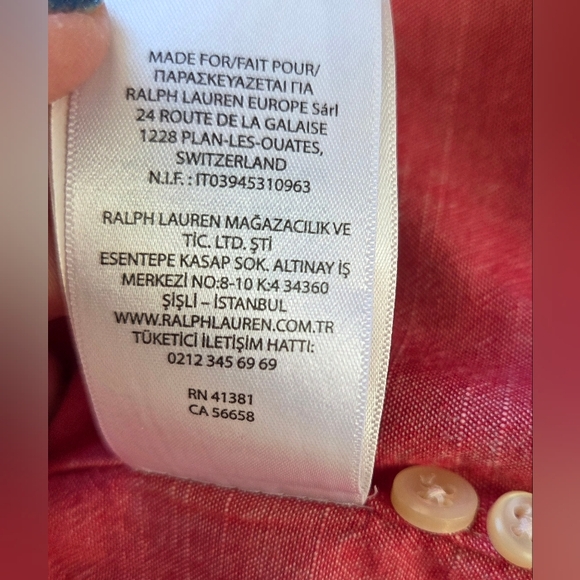 MADE FOR/FAIT POUR/
ΠΑΡΑΣΚΕΥΑΖΕΤΑΙ ΓΙΑ
RALPH LAUREN EUROPE Sárl
24 ROUTE DE LA GALAISE
1228 PLAN-LES-OUATES,
SWITZERLAND
N.I.F. : IT03945310963
RALPH LAUREN MAĞAZACILIK VE
TİC. LTD. ŞTİ
ESENTEPE KASAP SOK. ALTINAY İŞ
MERKEZİ NO:8-10 K:4 34360
ŞİŞLİ – İSTANBUL
WWW.RALPHLAUREN.COM.TR
TÜKETİCİ İLETİŞİM HATTI:
0212 345 69 69
RN 41381
CA 56658